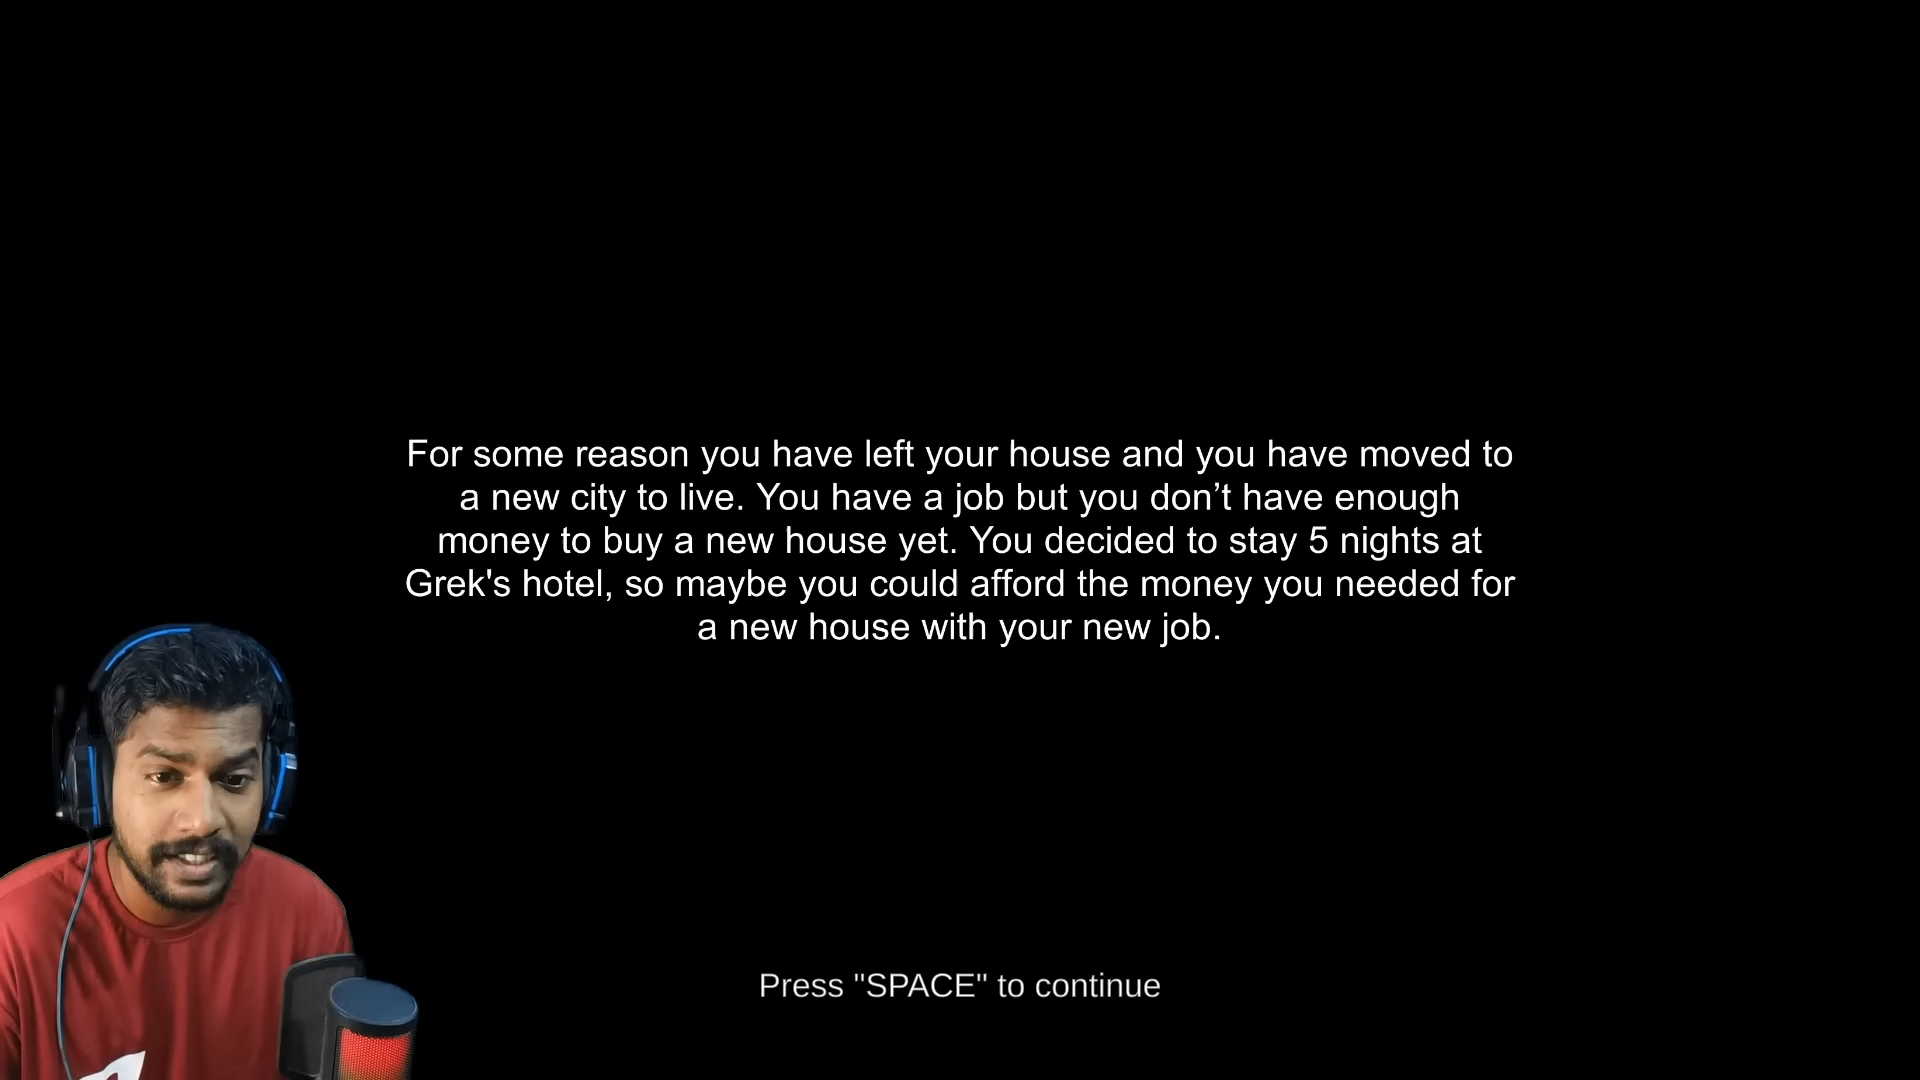 For some reason you have left your house and you have moved to
a new city to live. You have a job but you don’t have enough
money to buy a new house yet. You decided to stay 5 nights at
Grek's hotel, so maybe you could afford the money you needed for
a new house with your new job.
Press "SPACE" to continue